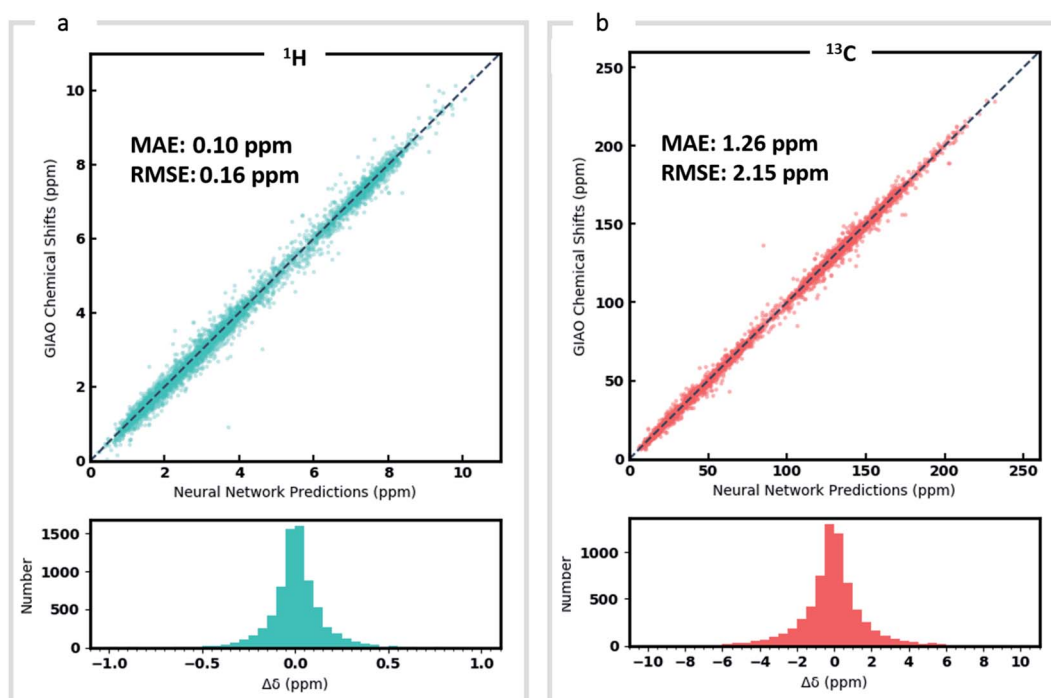 a
¹H
MAE: 0.10 ppm
RMSE: 0.16 ppm
GIAO Chemical Shifts (ppm)
10
8
6
4
2
0
0 2 4 6 8 10
Neural Network Predictions (ppm)
Number
1500
1000
500
0
−1.0 −0.5 0.0 0.5 1.0
Δδ (ppm)
b
¹³C
MAE: 1.26 ppm
RMSE: 2.15 ppm
GIAO Chemical Shifts (ppm)
250
200
150
100
50
0
0 50 100 150 200 250
Neural Network Predictions (ppm)
Number
1000
500
0
−10 −8 −6 −4 −2 0 2 4 6 8 10
Δδ (ppm)